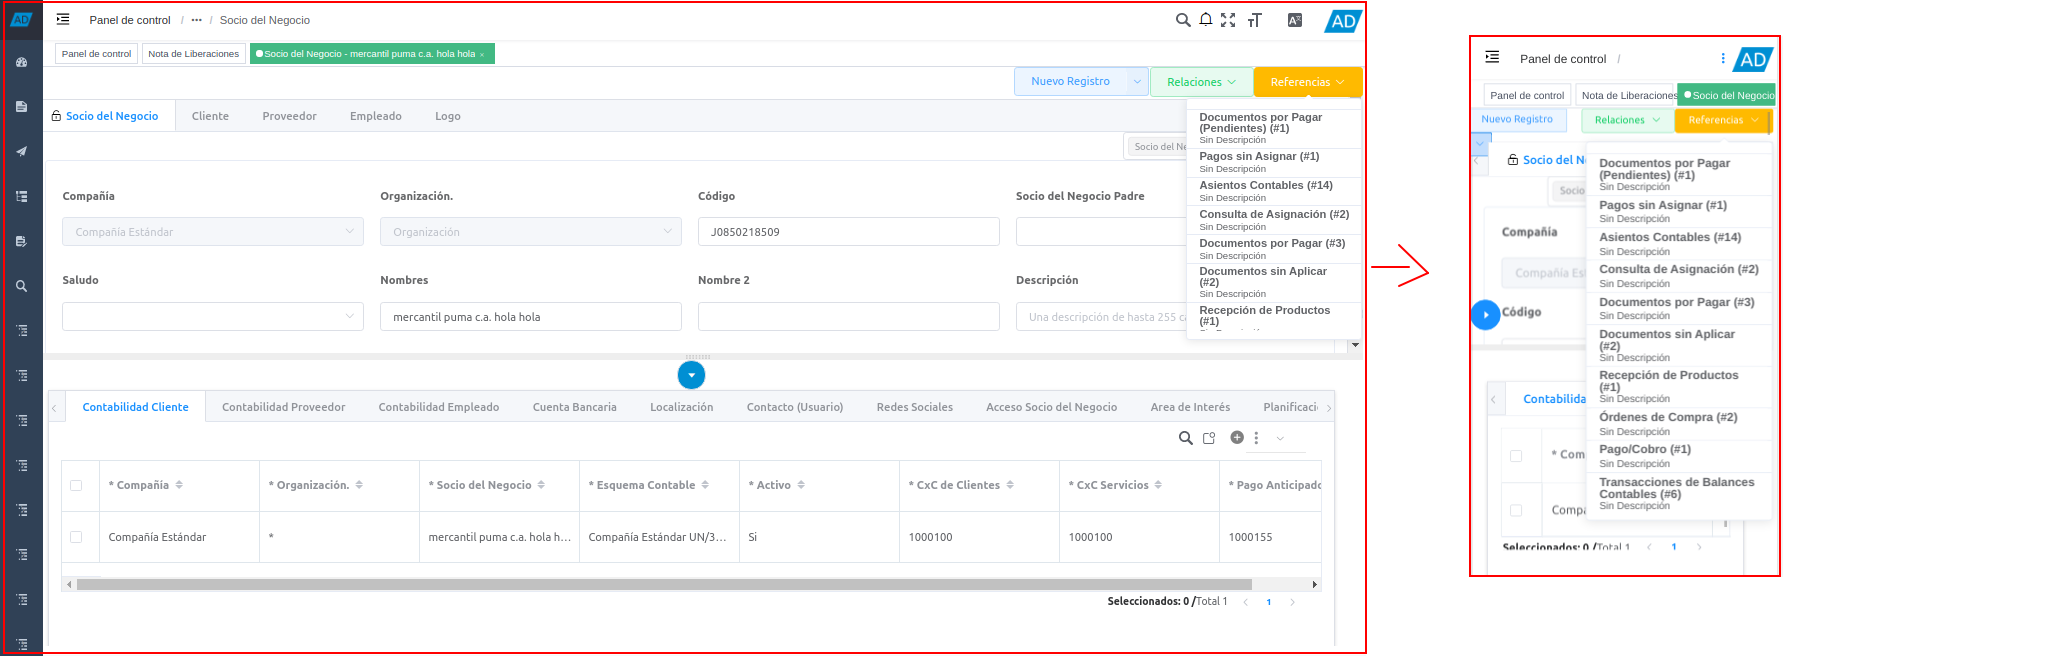 AD
Panel de control / ••• / Socio del Negocio
AD
Panel de control
Nota de Liberaciones
Socio del Negocio - mercantil puma c.a. hola hola ×
Nuevo Registro
Relaciones
Referencias
Socio del Negocio
Cliente
Proveedor
Empleado
Logo
Socio del Ne
Documentos por Pagar
(Pendientes) (#1)
Sin Descripción
Pagos sin Asignar (#1)
Sin Descripción
Asientos Contables (#14)
Sin Descripción
Consulta de Asignación (#2)
Sin Descripción
Documentos por Pagar (#3)
Sin Descripción
Documentos sin Aplicar
(#2)
Sin Descripción
Recepción de Productos
(#1)
Compañía
Organización.
Código
Socio del Negocio Padre
Compañía Estándar
Organización
J0850218509
Saludo
Nombres
Nombre 2
Descripción
mercantil puma c.a. hola hola
Una descripción de hasta 255 ca
Contabilidad Cliente
Contabilidad Proveedor
Contabilidad Empleado
Cuenta Bancaria
Localización
Contacto (Usuario)
Redes Sociales
Acceso Socio del Negocio
Area de Interés
Planificaci
* Compañía
* Organización.
* Socio del Negocio
* Esquema Contable
* Activo
* CxC de Clientes
* CxC Servicios
* Pago Anticipado
Compañía Estándar
*
mercantil puma c.a. hola h...
Compañía Estándar UN/3...
Si
1000100
1000100
1000155
Seleccionados: 0 /Total 1 < 1 >
Panel de control /
AD
Panel de control
Nota de Liberaciones
Socio del Negocio
Nuevo Registro
Relaciones
Referencias
Socio del Ne
Socio
Documentos por Pagar
(Pendientes) (#1)
Sin Descripción
Pagos sin Asignar (#1)
Sin Descripción
Asientos Contables (#14)
Sin Descripción
Consulta de Asignación (#2)
Sin Descripción
Documentos por Pagar (#3)
Sin Descripción
Documentos sin Aplicar
(#2)
Sin Descripción
Recepción de Productos
(#1)
Sin Descripción
Órdenes de Compra (#2)
Sin Descripción
Pago/Cobro (#1)
Sin Descripción
Transacciones de Balances
Contables (#6)
Sin Descripción
Compañía
Compañía Est
Código
Contabilida
* Com
Compa
Seleccionados: 0 /Total 1 < 1 >